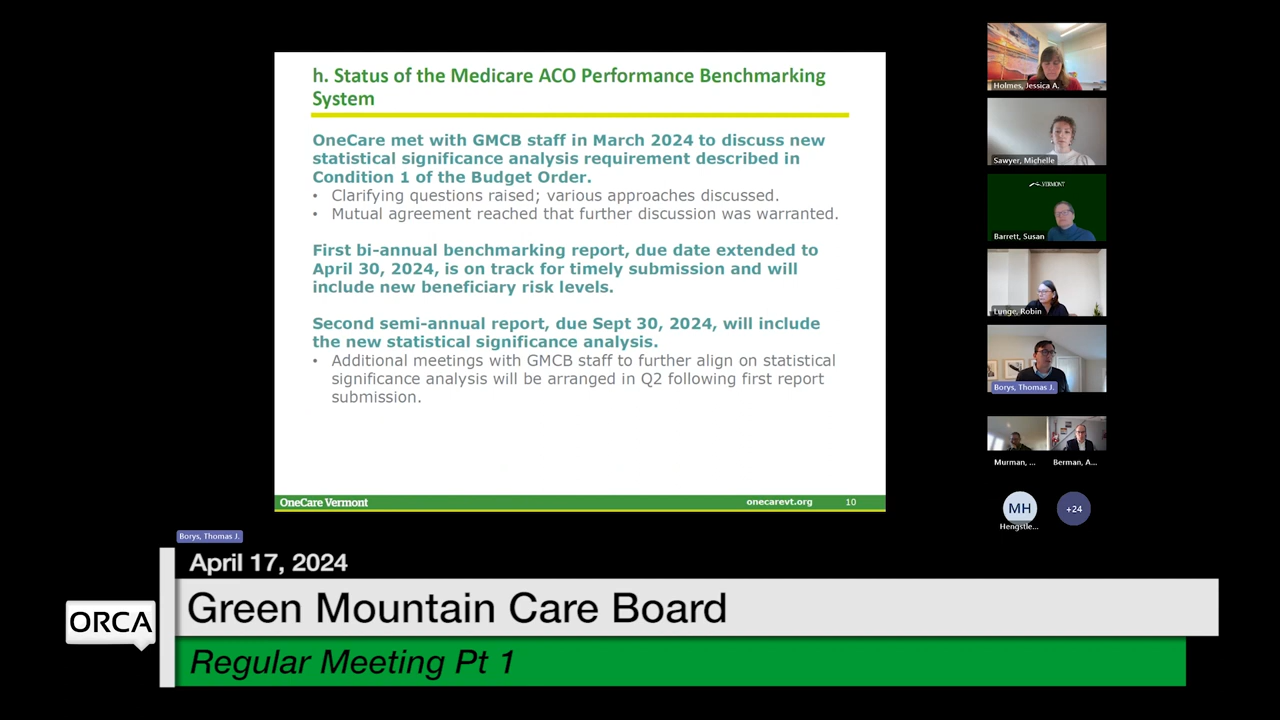 h. Status of the Medicare ACO Performance Benchmarking
System
OneCare met with GMCB staff in March 2024 to discuss new
statistical significance analysis requirement described in
Condition 1 of the Budget Order.
• Clarifying questions raised; various approaches discussed.
• Mutual agreement reached that further discussion was warranted.
First bi-annual benchmarking report, due date extended to
April 30, 2024, is on track for timely submission and will
include new beneficiary risk levels.
Second semi-annual report, due Sept 30, 2024, will include
the new statistical significance analysis.
• Additional meetings with GMCB staff to further align on statistical
significance analysis will be arranged in Q2 following first report
submission.
OneCare Vermont
onecarevt.org
10
Holmes, Jessica A.
Sawyer, Michelle
VERMONT
Barrett, Susan
Lunge, Robin
Borys, Thomas J.
Murman, ...
Berman, A...
MH
+24
Hengstle...
Borys, Thomas J.
April 17, 2024
Green Mountain Care Board
ORCA
Regular Meeting Pt 1